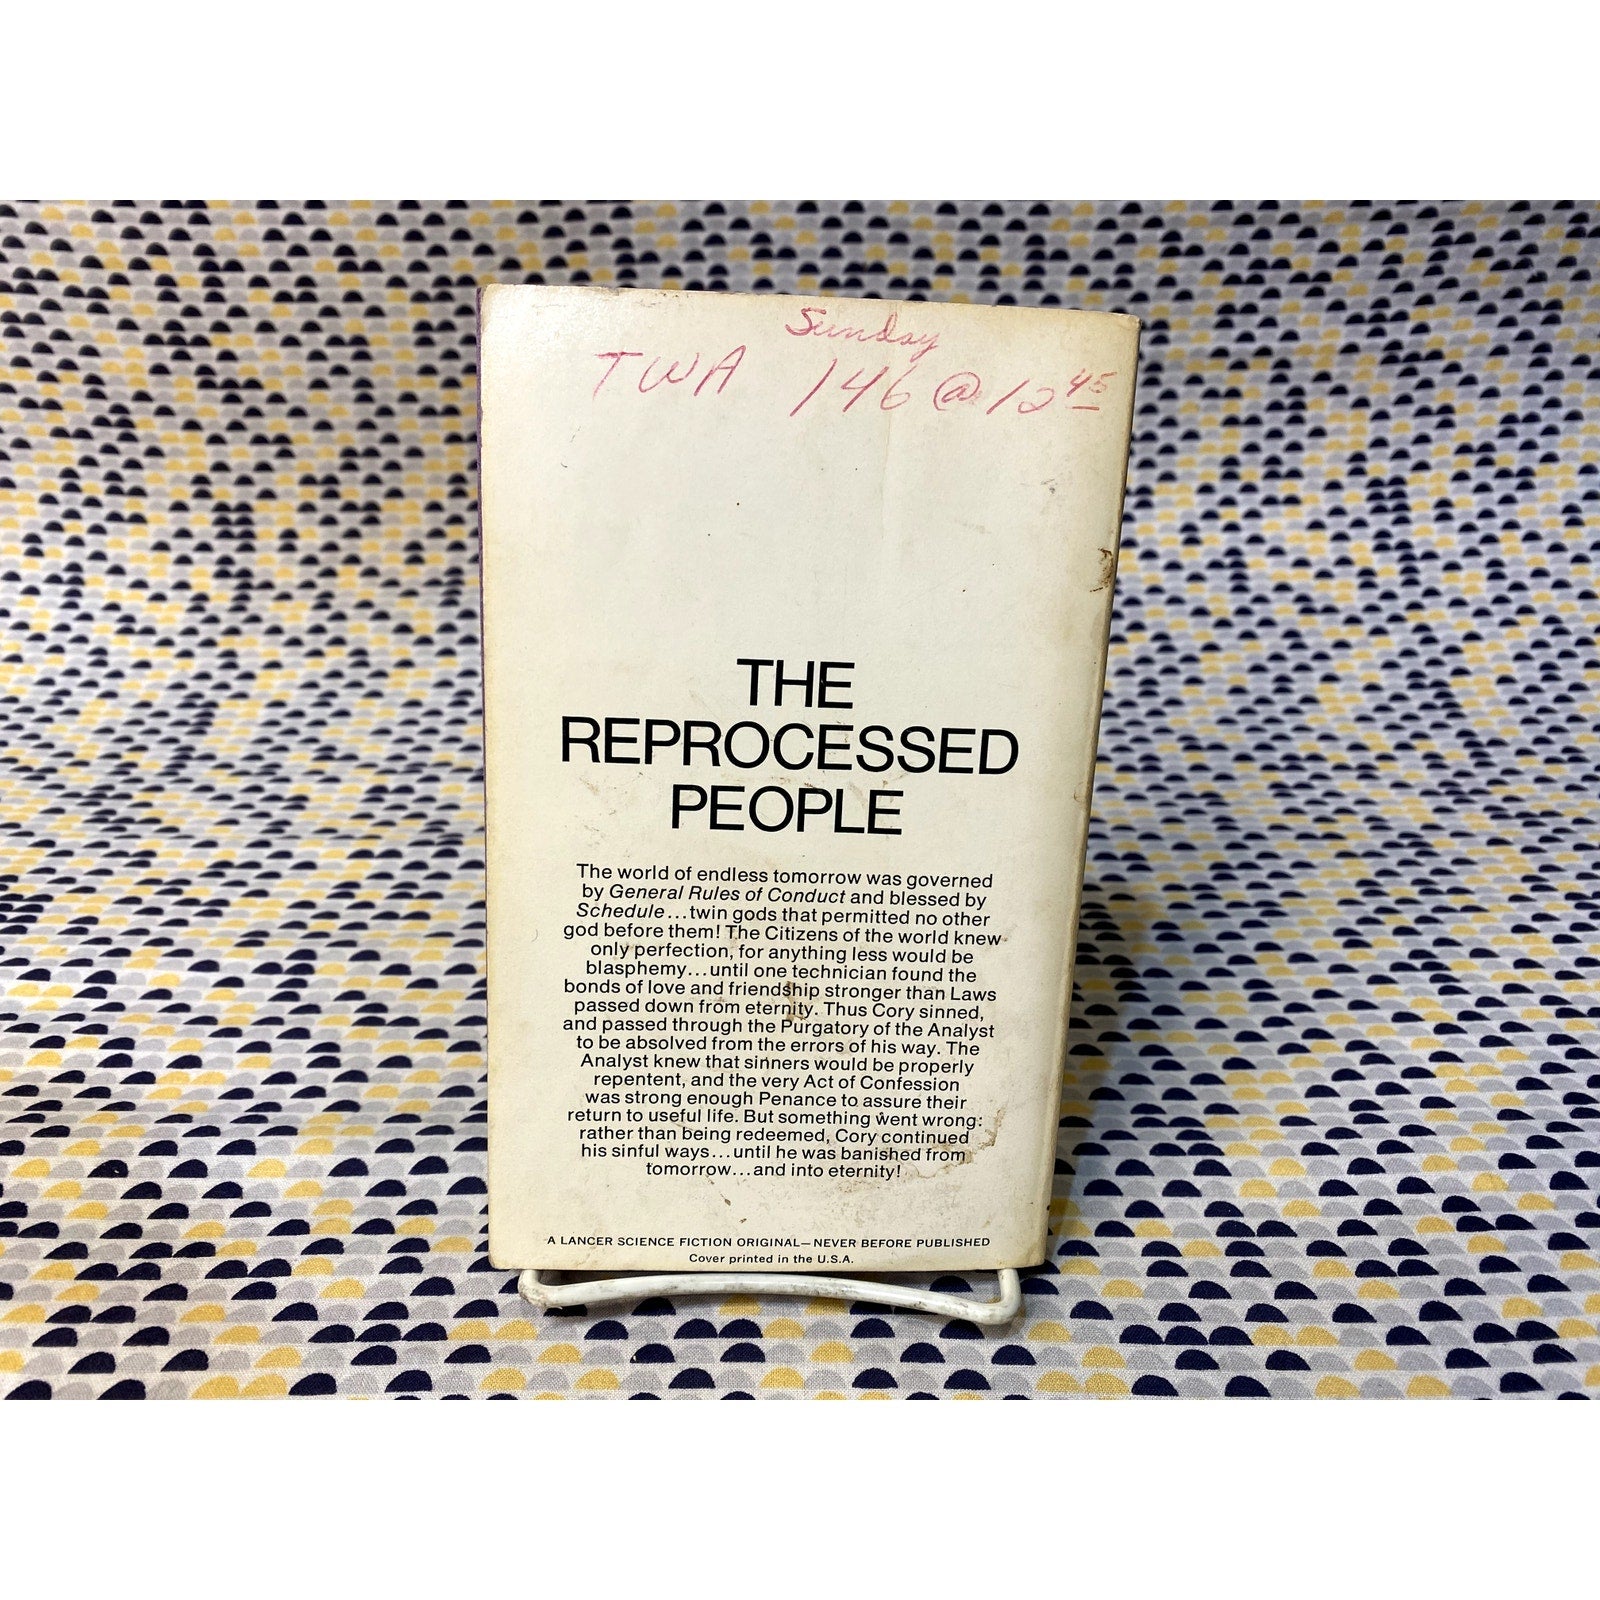 Sunday
TWA 146 @ 12 45
THE
REPROCESSED
PEOPLE
The world of endless tomorrow was governed
by General Rules of Conduct and blessed by
Schedule...twin gods that permitted no other
god before them! The Citizens of the world knew
only perfection, for anything less would be
blasphemy...until one technician found the
bonds of love and friendship stronger than Laws
passed down from eternity. Thus Cory sinned,
and passed through the Purgatory of the Analyst
to be absolved from the errors of his way. The
Analyst knew that sinners would be properly
repentent, and the very Act of Confession
was strong enough Penance to assure their
return to useful life. But something went wrong:
rather than being redeemed, Cory continued
his sinful ways...until he was banished from
tomorrow...and into eternity!
A LANCER SCIENCE FICTION ORIGINAL—NEVER BEFORE PUBLISHED
Cover printed in the U.S.A.